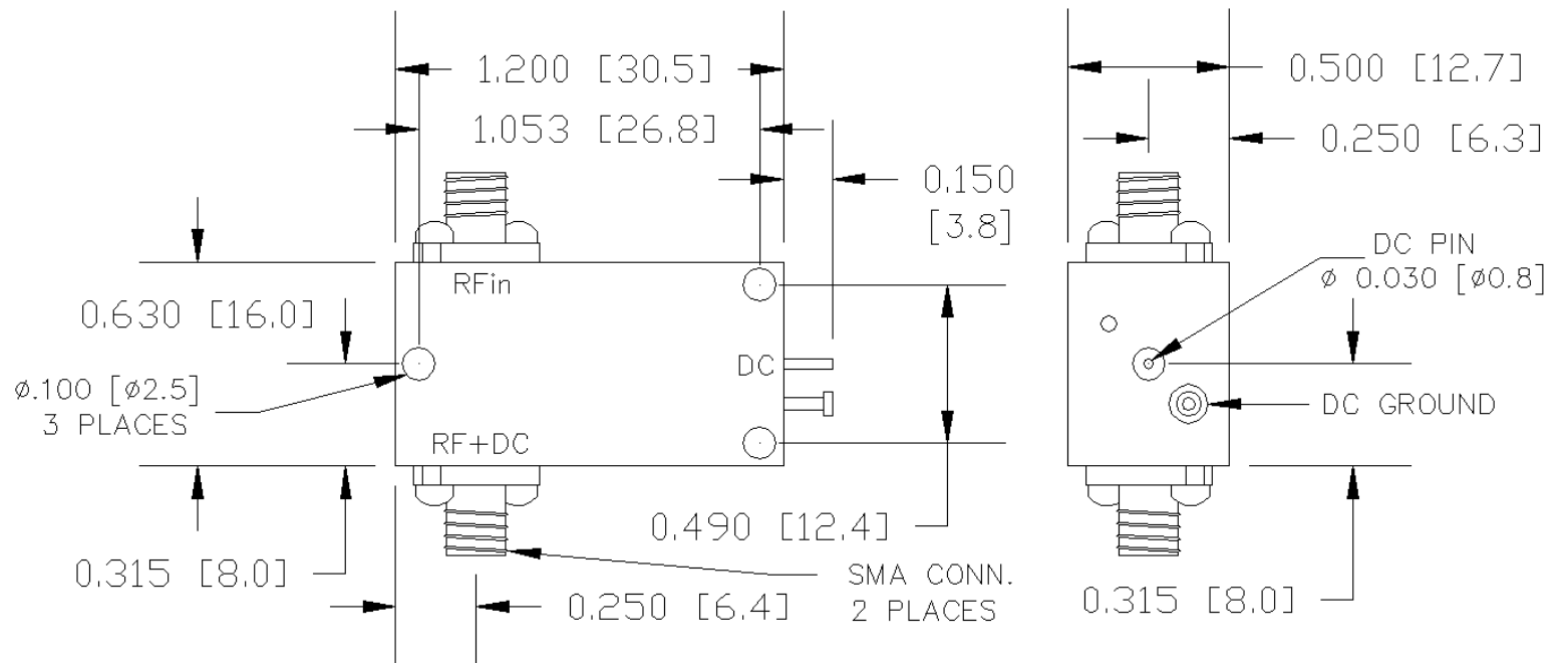 1.200 [30.5]
0.500 [12.7]
1.053 [26.8]
0.250 [6.3]
0.150
[3.8]
DC PIN
ø 0.030 [ø0.8]
RFin
0.630 [16.0]
DC
ø.100 [ø2.5]
3 PLACES
DC GROUND
RF+DC
0.490 [12.4]
0.315 [8.0]
SMA CONN.
2 PLACES
0.250 [6.4]
0.315 [8.0]